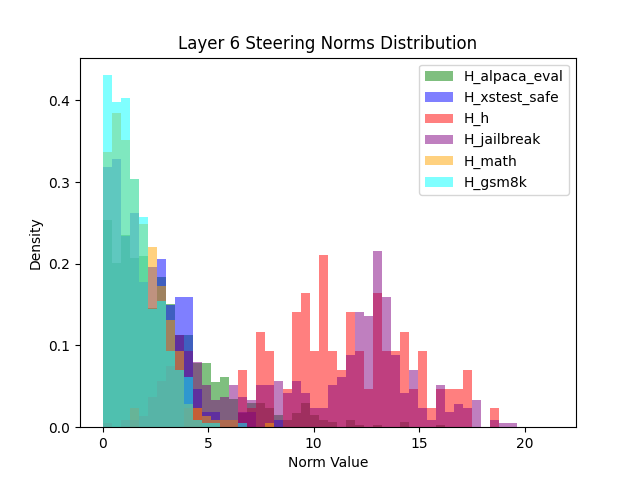 Layer 6 Steering Norms Distribution
H_alpaca_eval
H_xstest_safe
H_h
H_jailbreak
H_math
H_gsm8k
Density
0.4
0.3
0.2
0.1
0.0
0 5 10 15 20
Norm Value